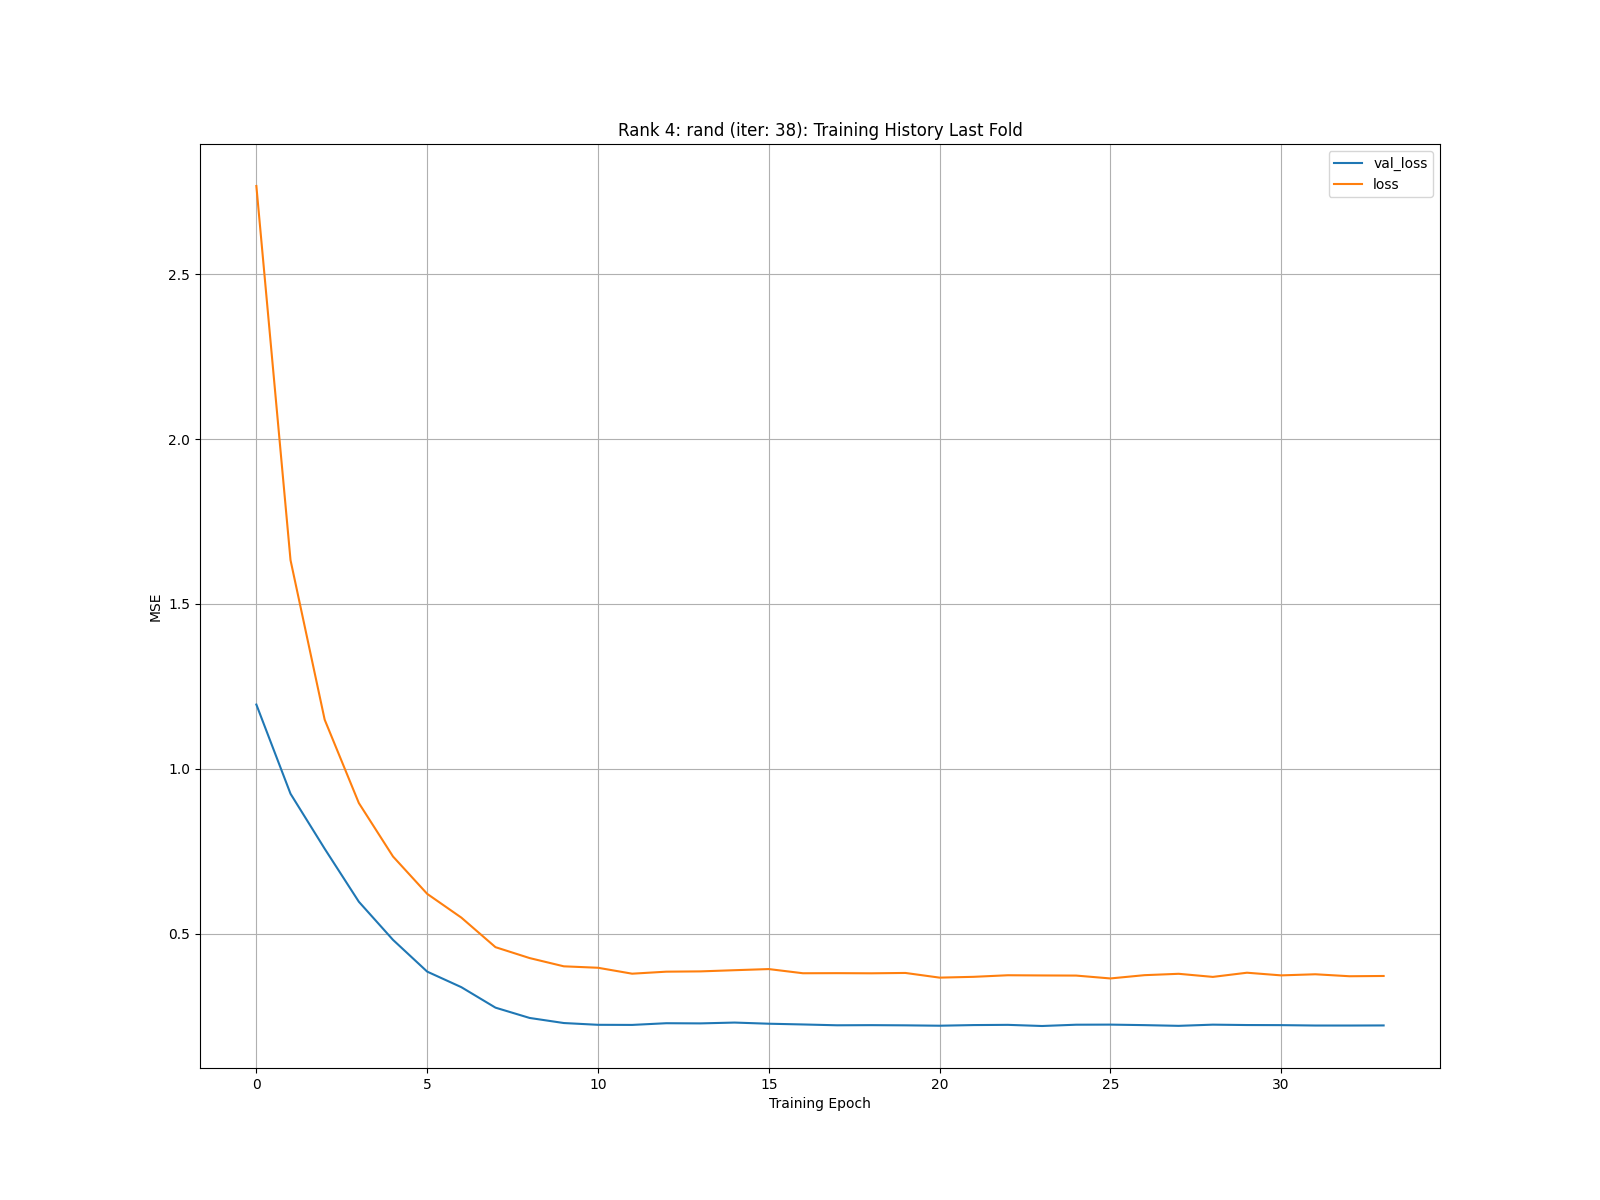 Rank 4: rand (iter: 38): Training History Last Fold
val_loss
loss
2.5
2.0
1.5
1.0
0.5
MSE
0 5 10 15 20 25 30
Training Epoch